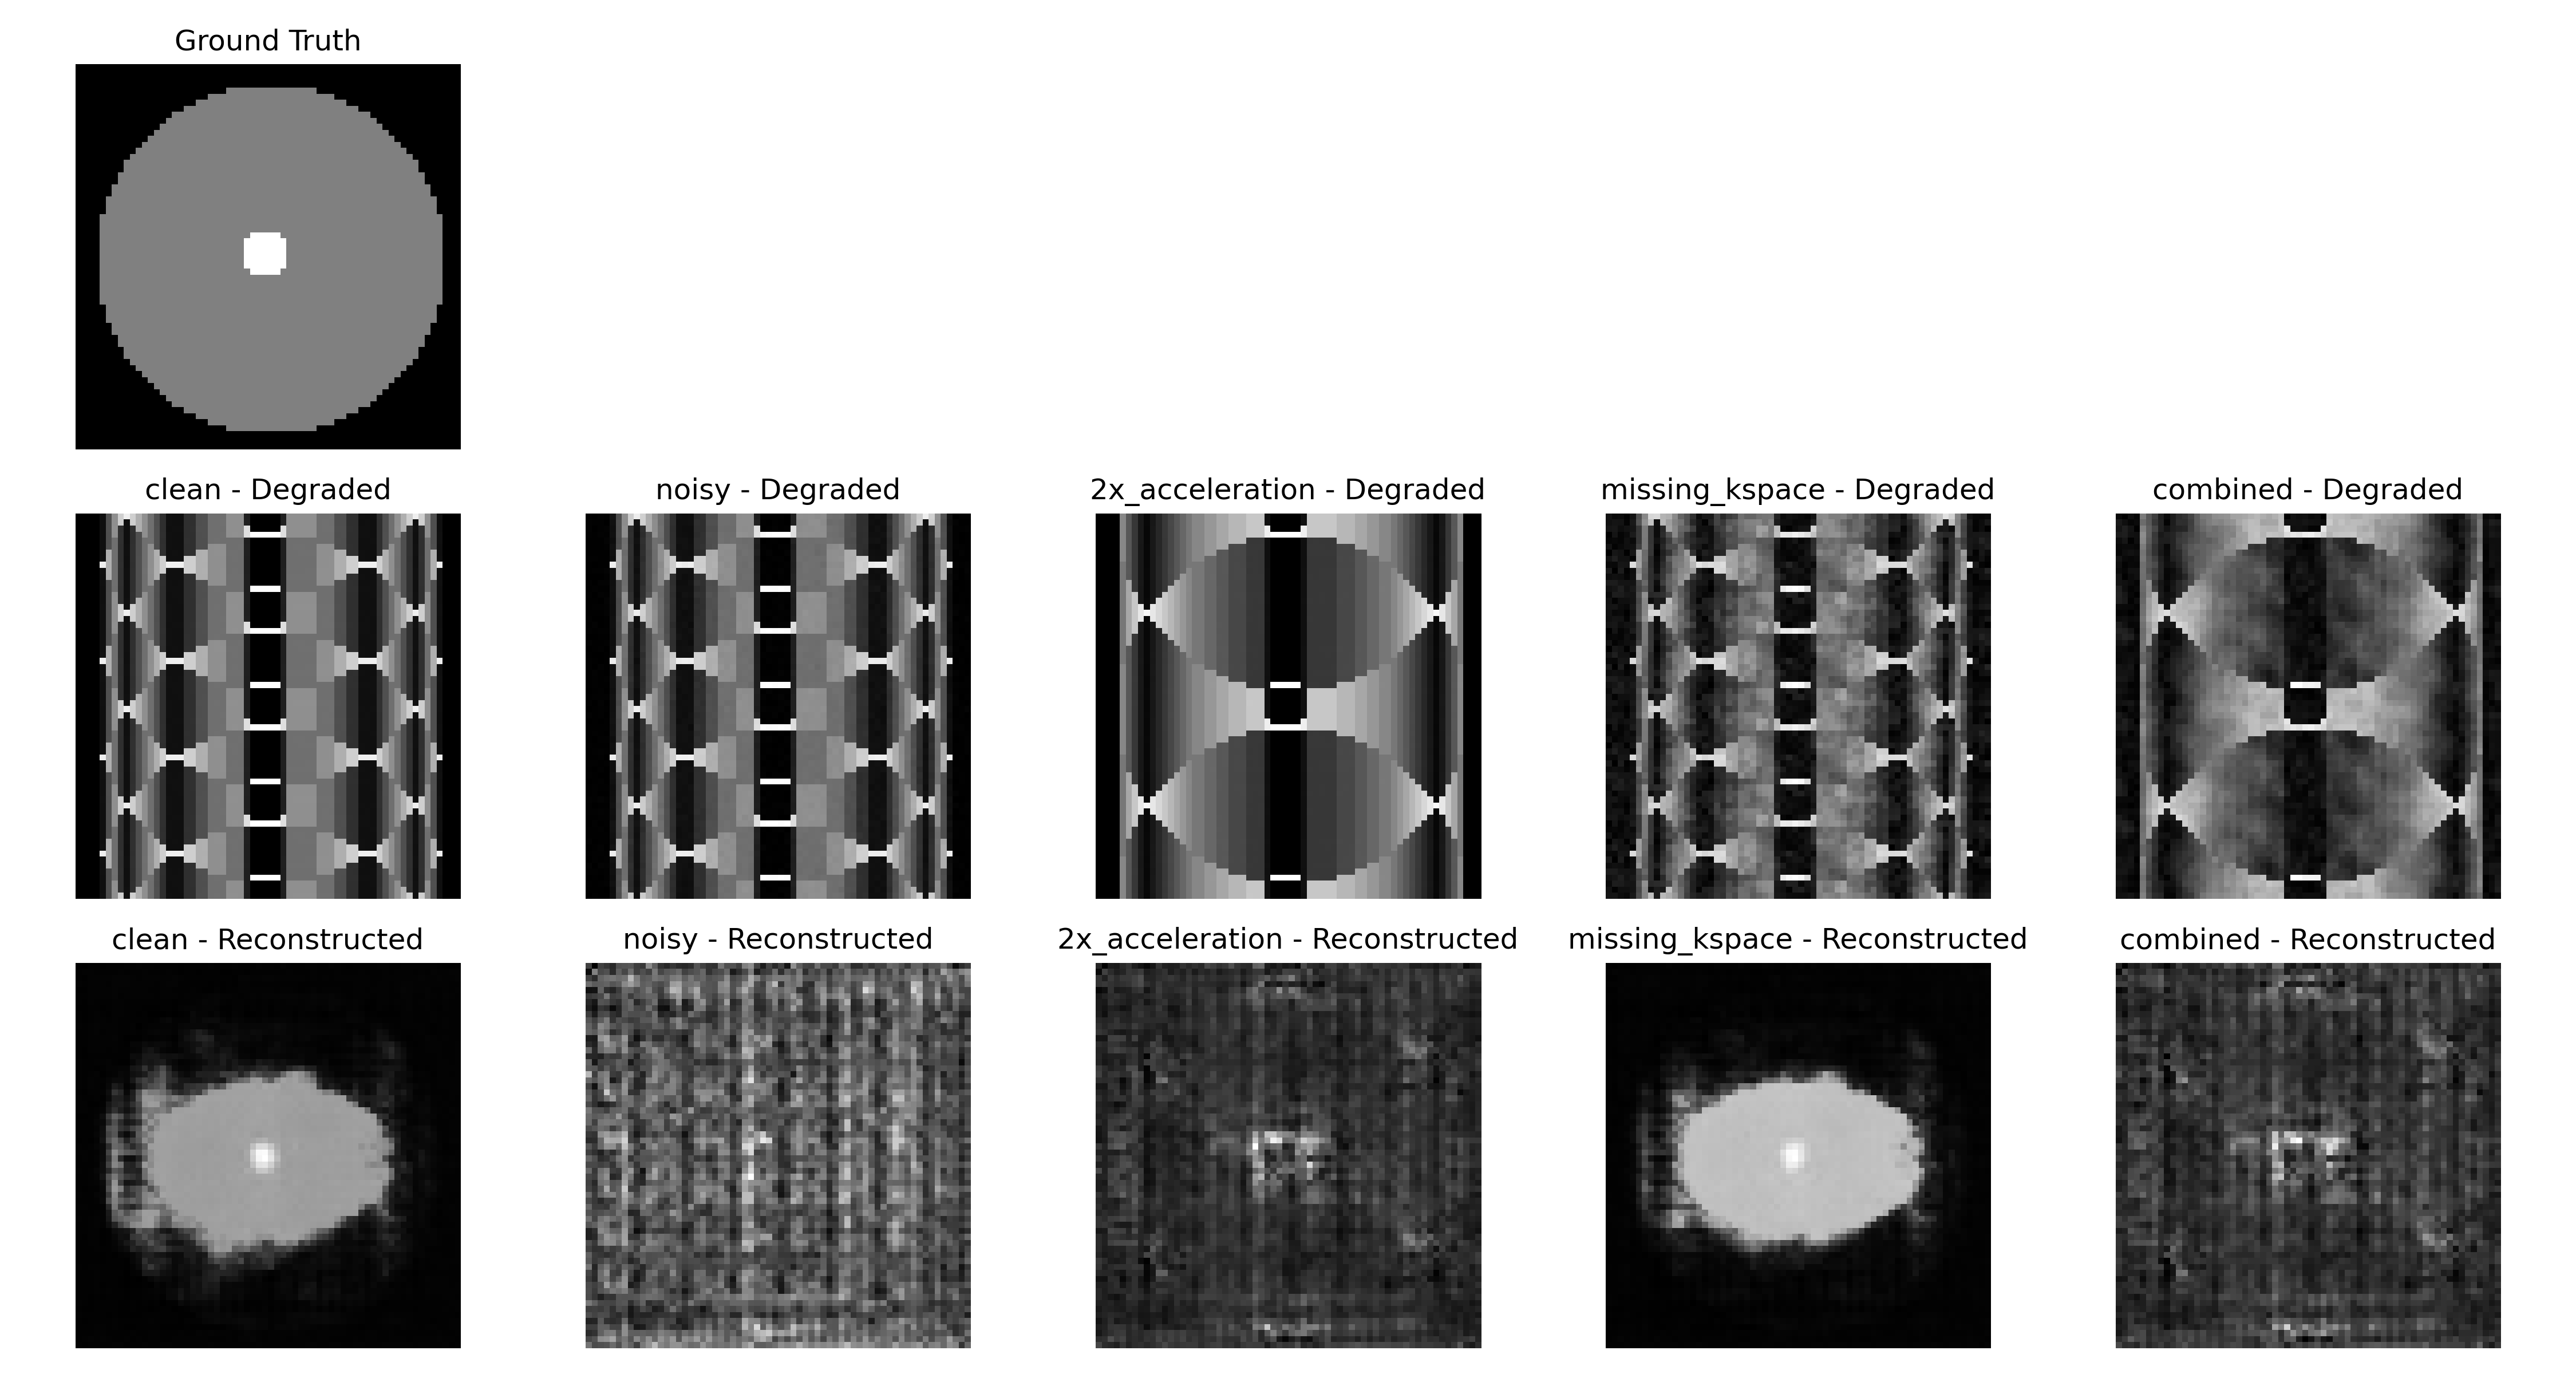 Ground Truth
clean - Degraded
noisy - Degraded
2x_acceleration - Degraded
missing_kspace - Degraded
combined - Degraded
clean - Reconstructed
noisy - Reconstructed
2x_acceleration - Reconstructed
missing_kspace - Reconstructed
combined - Reconstructed